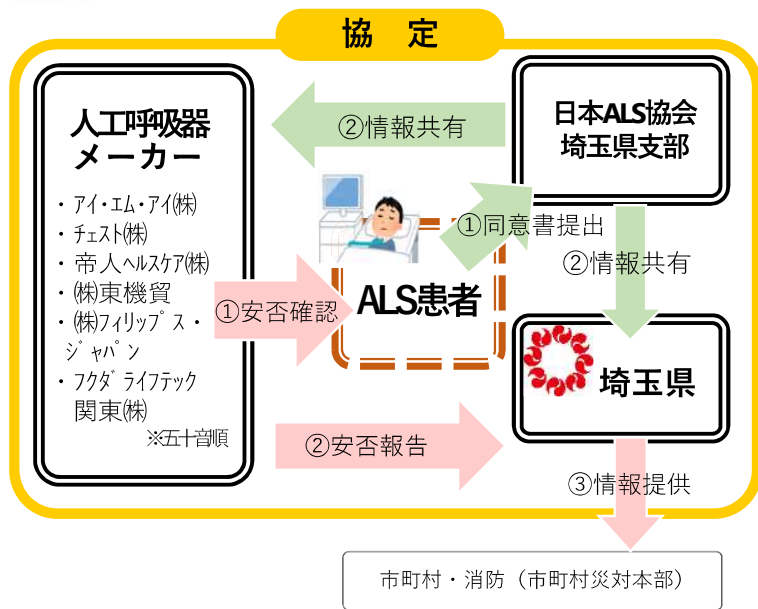 協　定
人工呼吸器
メーカー
・ アイ・エム・アイ㈱
・ チェスト㈱
・ 帝人ヘルスケア㈱
・ ㈱東機貿
・ ㈱フィリップス・
ジャパン
・ フクダライフテック
関東㈱
※五十音順
②情報共有
日本ALS協会
埼玉県支部
①同意書提出
②情報共有
①安否確認
ALS患者
埼玉県
②安否報告
③情報提供
市町村・消防（市町村災対本部）